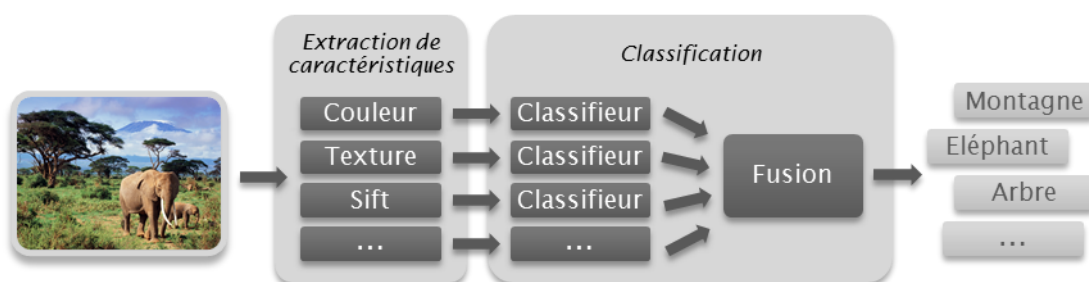 Extraction de
caractéristiques
Classification
Couleur
Classifieur
Texture
Classifieur
Sift
Classifieur
...
...
Fusion
Montagne
Eléphant
Arbre
...